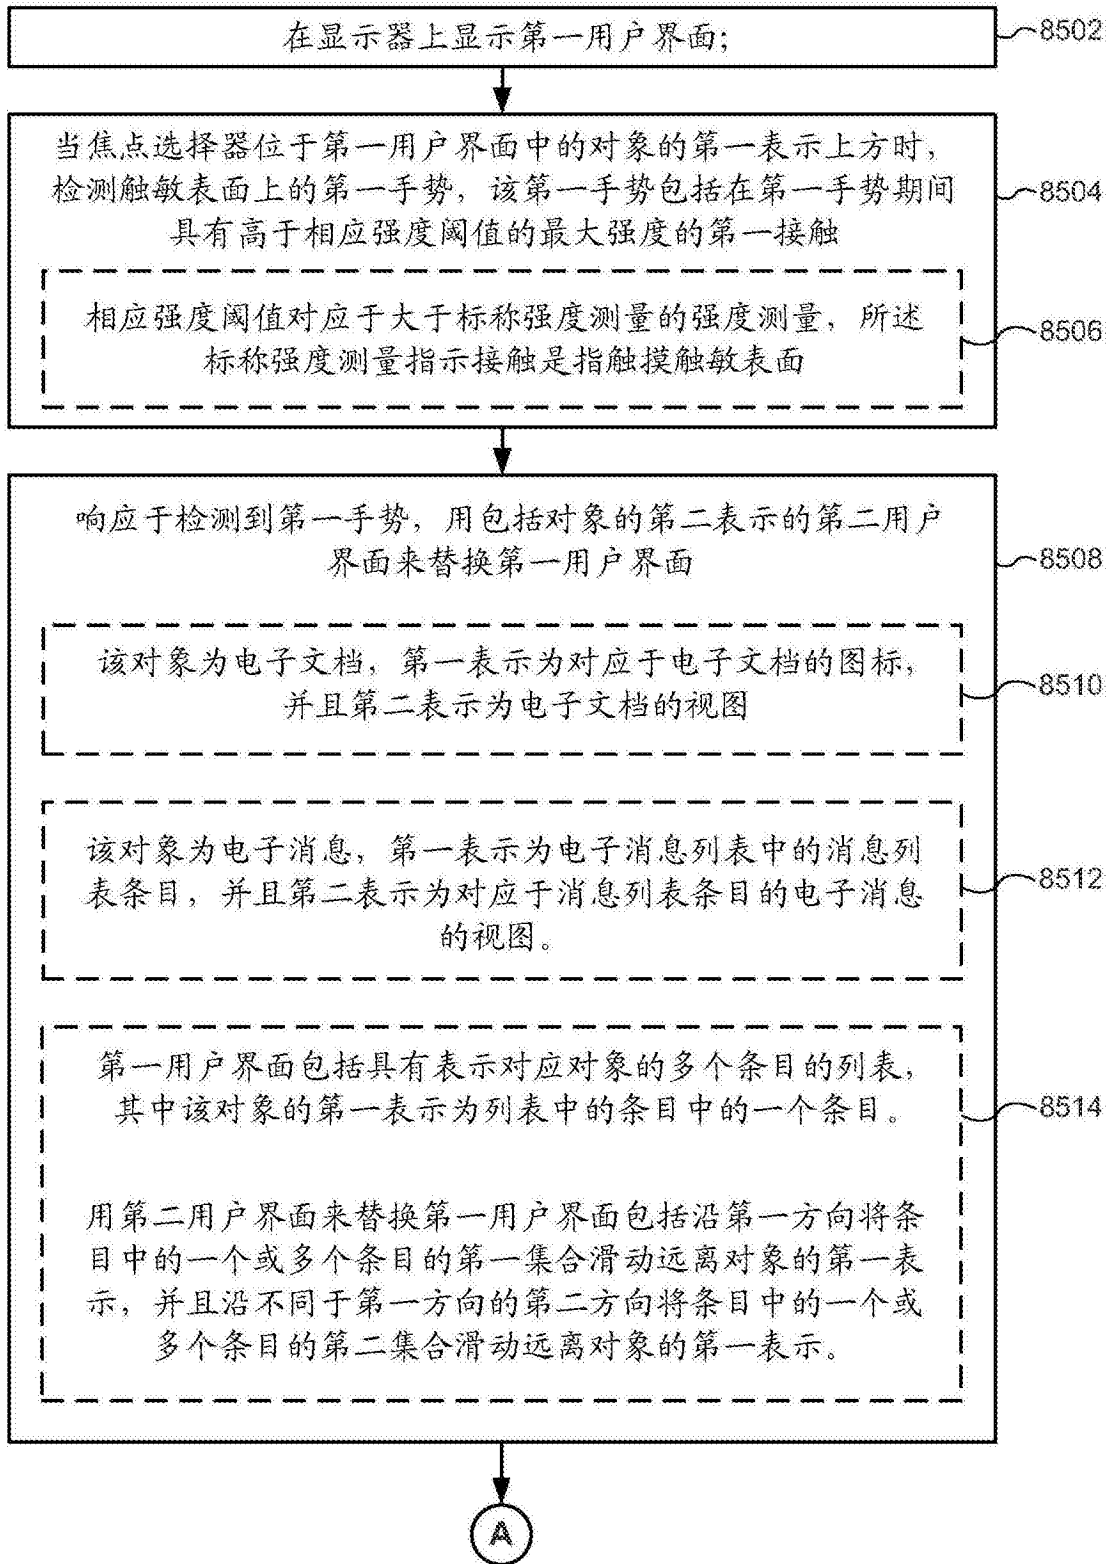 在显示器上显示第一用户界面;
8502
当焦点选择器位于第一用户界面中的对象的第一表示上方时,
检测触敏表面上的第一手势, 该第一手势包括在第一手势期间
具有高于相应强度阈值的最大强度的第一接触
8504
相应强度阈值对应于大于标称强度测量的强度测量, 所述
标称强度测量指示接触是指触摸触敏表面
8506
响应于检测到第一手势, 用包括对象的第二表示的第二用户
界面来替换第一用户界面
8508
该对象为电子文档, 第一表示为对应于电子文档的图标,
并且第二表示为电子文档的视图
8510
该对象为电子消息, 第一表示为电子消息列表中的消息列
表条目, 并且第二表示为对应于消息列表条目的电子消息
的视图。
8512
第一用户界面包括具有表示对应对象的多个条目的列表,
其中该对象的第一表示为列表中的条目中的一个条目。
8514
用第二用户界面来替换第一用户界面包括沿第一方向将条
目中的一个或多个条目的第一集合滑动远离对象的第一表
示, 并且沿不同于第一方向的第二方向将条目中的一个或
多个条目的第二集合滑动远离对象的第一表示。
A